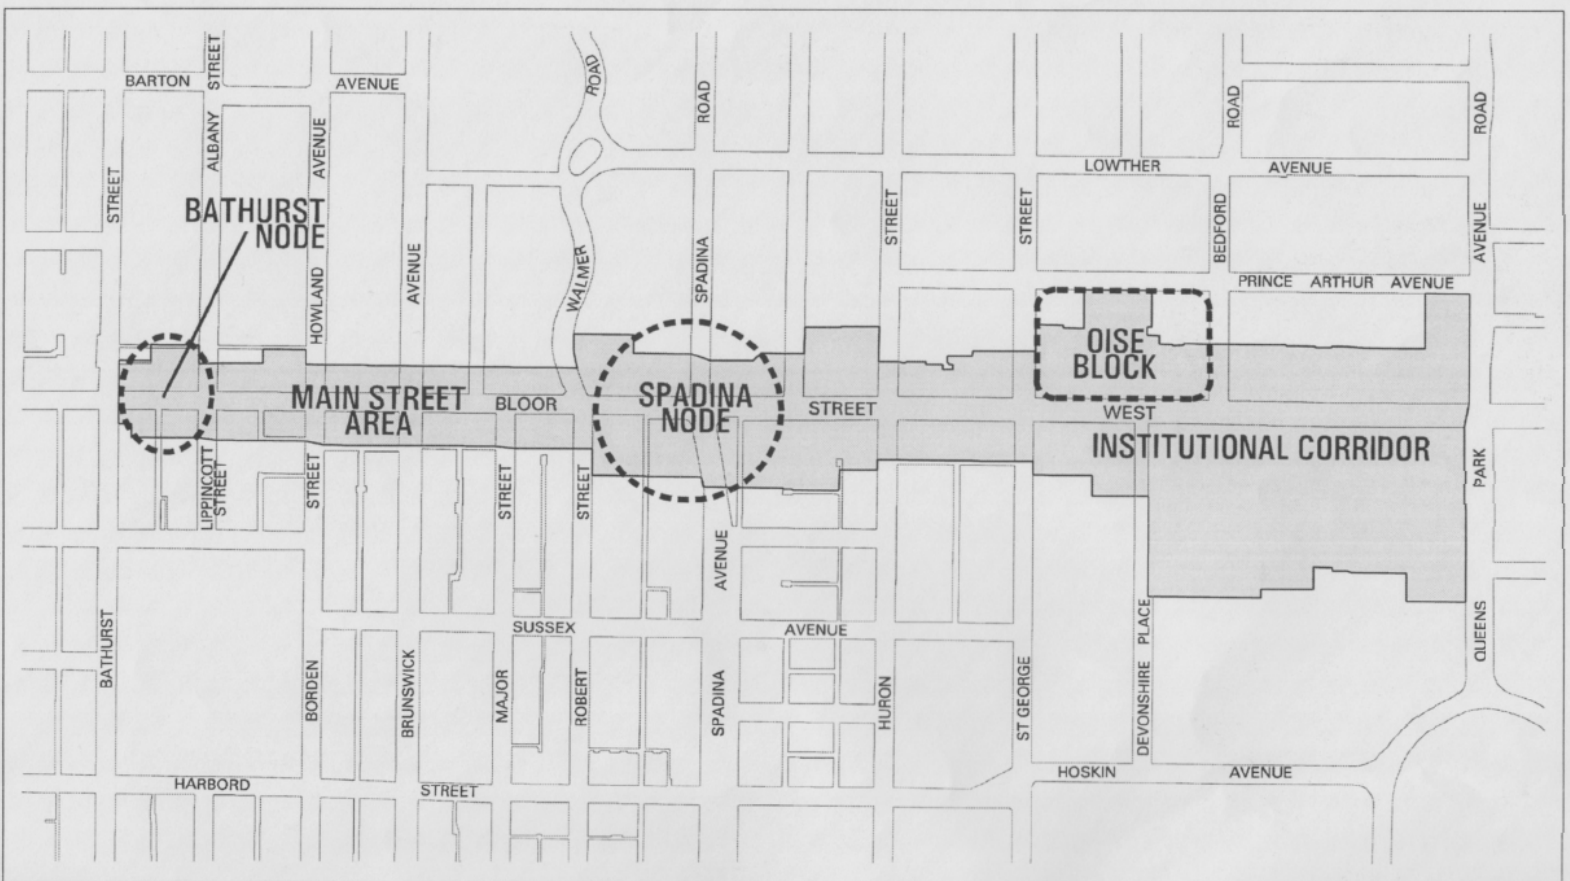 BARTON
STREET
AVENUE
ROAD
ROAD
ROAD
ROAD
ALBANY
AVENUE
LOWTHER
AVENUE
STREET
BATHURST
NODE
HOWLAND
AVENUE
WALMER
SPADINA
STREET
STREET
BEDFORD
AVENUE
PRINCE ARTHUR AVENUE
OISE
BLOCK
MAIN STREET
AREA
BLOOR
SPADINA
NODE
STREET
WEST
INSTITUTIONAL CORRIDOR
LIPPINCOTT
STREET
STREET
STREET
STREET
PARK
AVENUE
SUSSEX
AVENUE
BATHURST
BORDEN
BRUNSWICK
MAJOR
ROBERT
SPADINA
HURON
ST GEORGE
DEVONSHIRE PLACE
QUEENS
HARBORD
STREET
HOSKIN
AVENUE